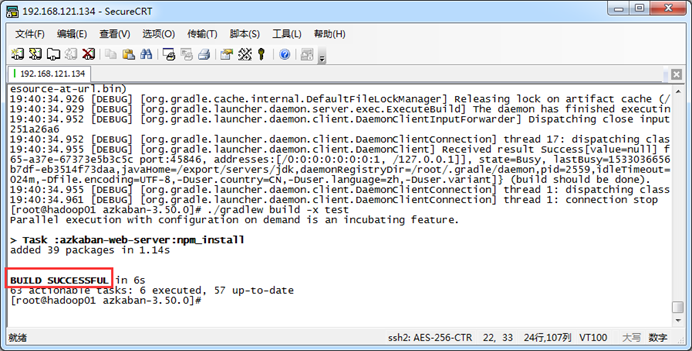 192.168.121.134 - SecureCRT
文件(F) 编辑(E) 查看(V) 选项(O) 传输(T) 脚本(S) 工具(L) 帮助(H)
192.168.121.134
esource-at-url.bin)
19:40:34.926 [DEBUG] [org.gradle.cache.internal.DefaultFileLockManager] Releasing lock on artifact cache (/
19:40:34.929 [DEBUG] [org.gradle.launcher.daemon.server.exec.ExecuteBuild] The daemon has finished executin
19:40:34.952 [DEBUG] [org.gradle.launcher.daemon.client.DaemonClientInputForwarder] Dispatching close input
251a26a6
19:40:34.952 [DEBUG] [org.gradle.launcher.daemon.client.DaemonClientConnection] thread 17: dispatching clas
19:40:34.955 [DEBUG] [org.gradle.launcher.daemon.client.DaemonClient] Received result Success[value=null] f
65-a37e-67373e5b3c5c port:45846, addresses:[/0:0:0:0:0:0:0:1, /127.0.0.1]], state=Busy, lastBusy=1533036656
b7df-eb3514f73daa,javaHome=/export/servers/jdk,daemonRegistryDir=/root/.gradle/daemon,pid=2559,idleTimeout=
024m,-Dfile.encoding=UTF-8,-Duser.country=CN,-Duser.language=zh,-Duser.variant]} (build should be done).
19:40:34.955 [DEBUG] [org.gradle.launcher.daemon.client.DaemonClientConnection] thread 1: dispatching class
19:40:34.961 [DEBUG] [org.gradle.launcher.daemon.client.DaemonClientConnection] thread 1: connection stop
[root@hadoop01 azkaban-3.50.0]# ./gradlew build -x test
Parallel execution with configuration on demand is an incubating feature.
> Task :azkaban-web-server:npm_install
added 39 packages in 1.14s
BUILD SUCCESSFUL in 6s
63 actionable tasks: 6 executed, 57 up-to-date
[root@hadoop01 azkaban-3.50.0]#
就绪 ssh2: AES-256-CTR 22, 33 24行,107列 VT100 大写 数字